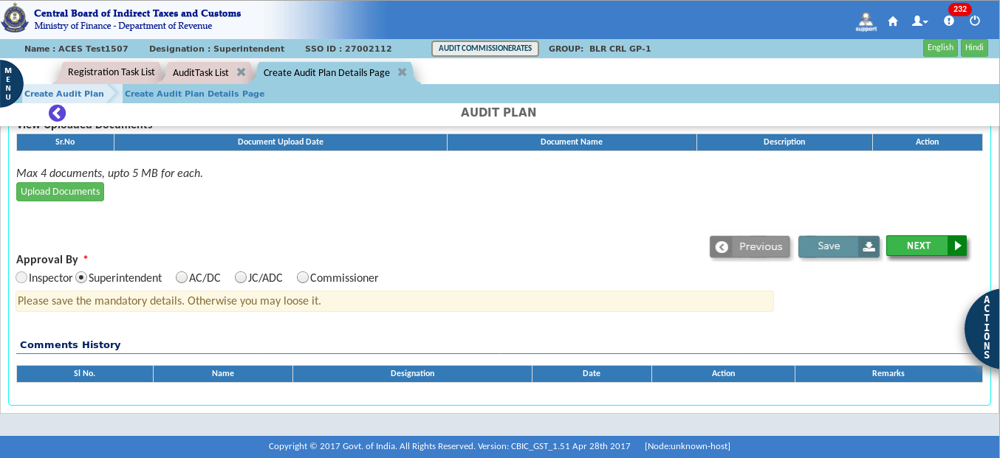 Central Board of Indirect Taxes and Customs
Ministry of Finance - Department of Revenue
support
232
Name : ACES Test1507 Designation : Superintendent SSO ID : 27002112 AUDIT COMMISSIONERATES GROUP: BLR CRL GP-1 English Hindi
MENU
Registration Task List AuditTask List Create Audit Plan Details Page
Create Audit Plan Create Audit Plan Details Page
AUDIT PLAN
View Uploaded Documents
Sr.No Document Upload Date Document Name Description Action
Max 4 documents, upto 5 MB for each.
Upload Documents
Previous Save NEXT
Approval By *
Inspector Superintendent AC/DC JC/ADC Commissioner
Please save the mandatory details. Otherwise you may loose it.
ACTIONS
Comments History
Sl No. Name Designation Date Action Remarks
Copyright © 2017 Govt. of India. All Rights Reserved. Version: CBIC_GST_1.51 Apr 28th 2017 [Node:unknown-host]